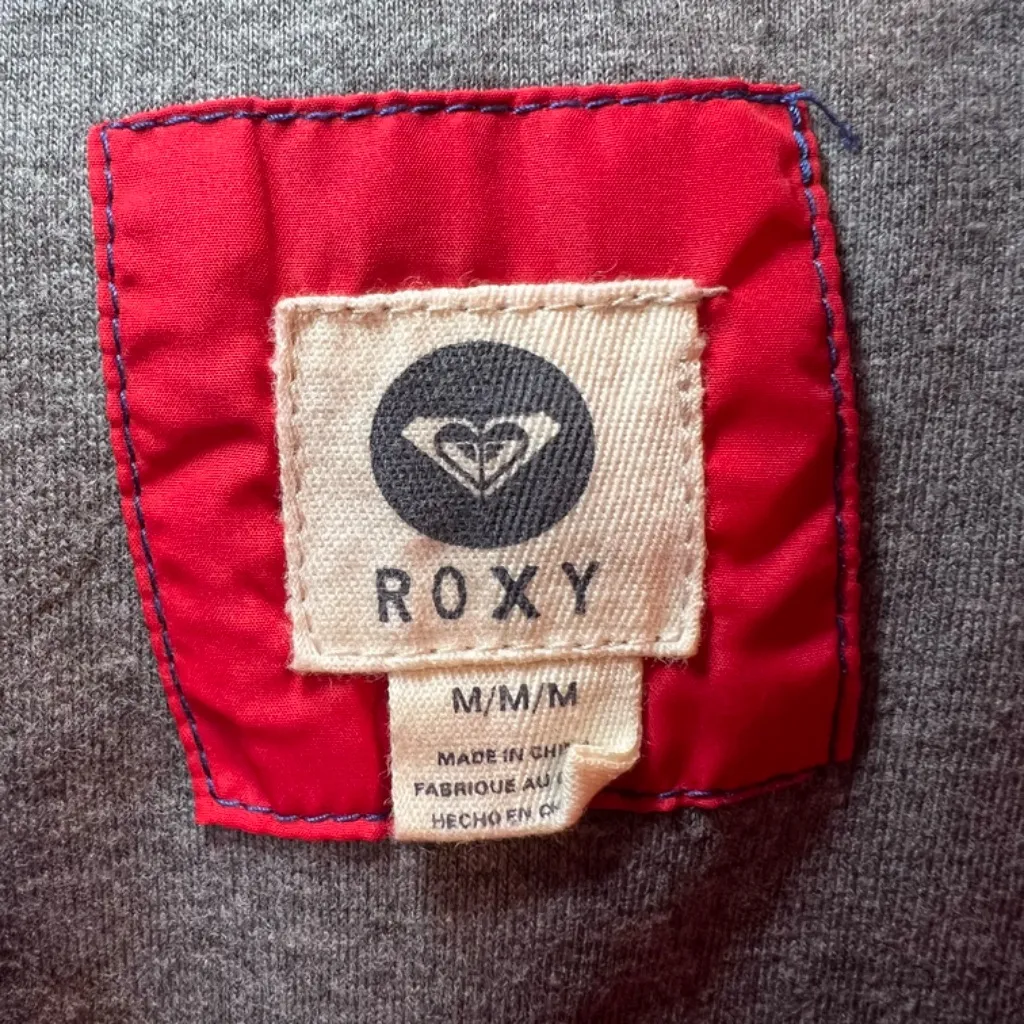 ROXY
M/M/M
MADE IN
FABRIQUE AU
HECHO EN